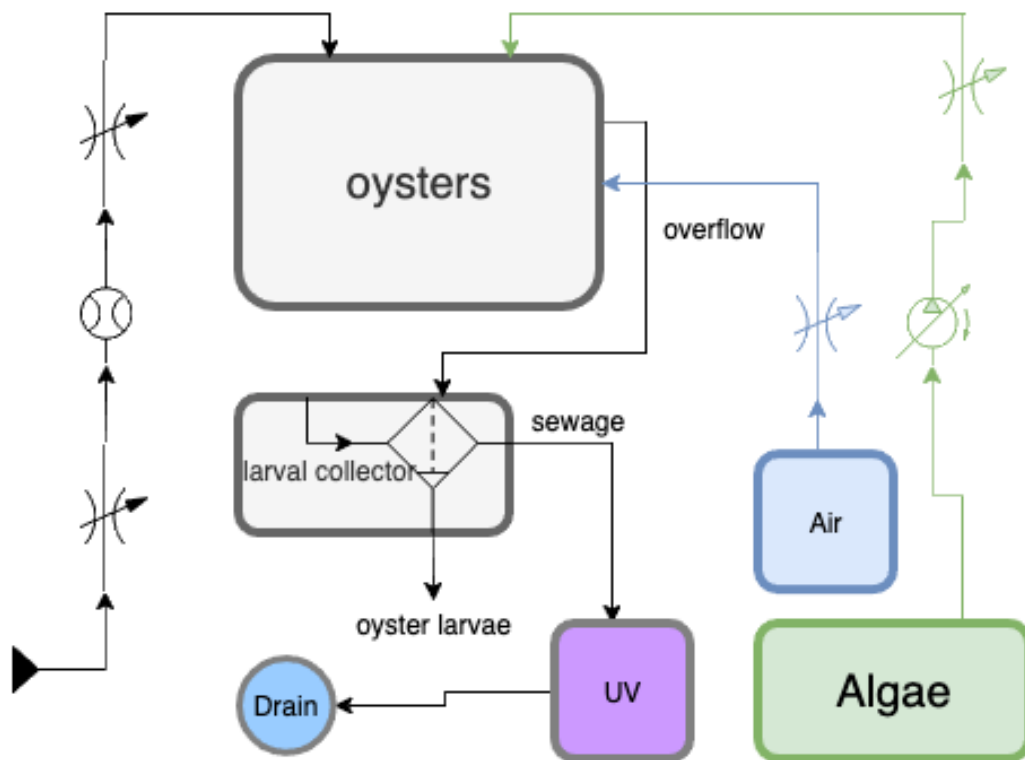 oysters
overflow
sewage
larval collector
Air
oyster larvae
UV
Algae
Drain